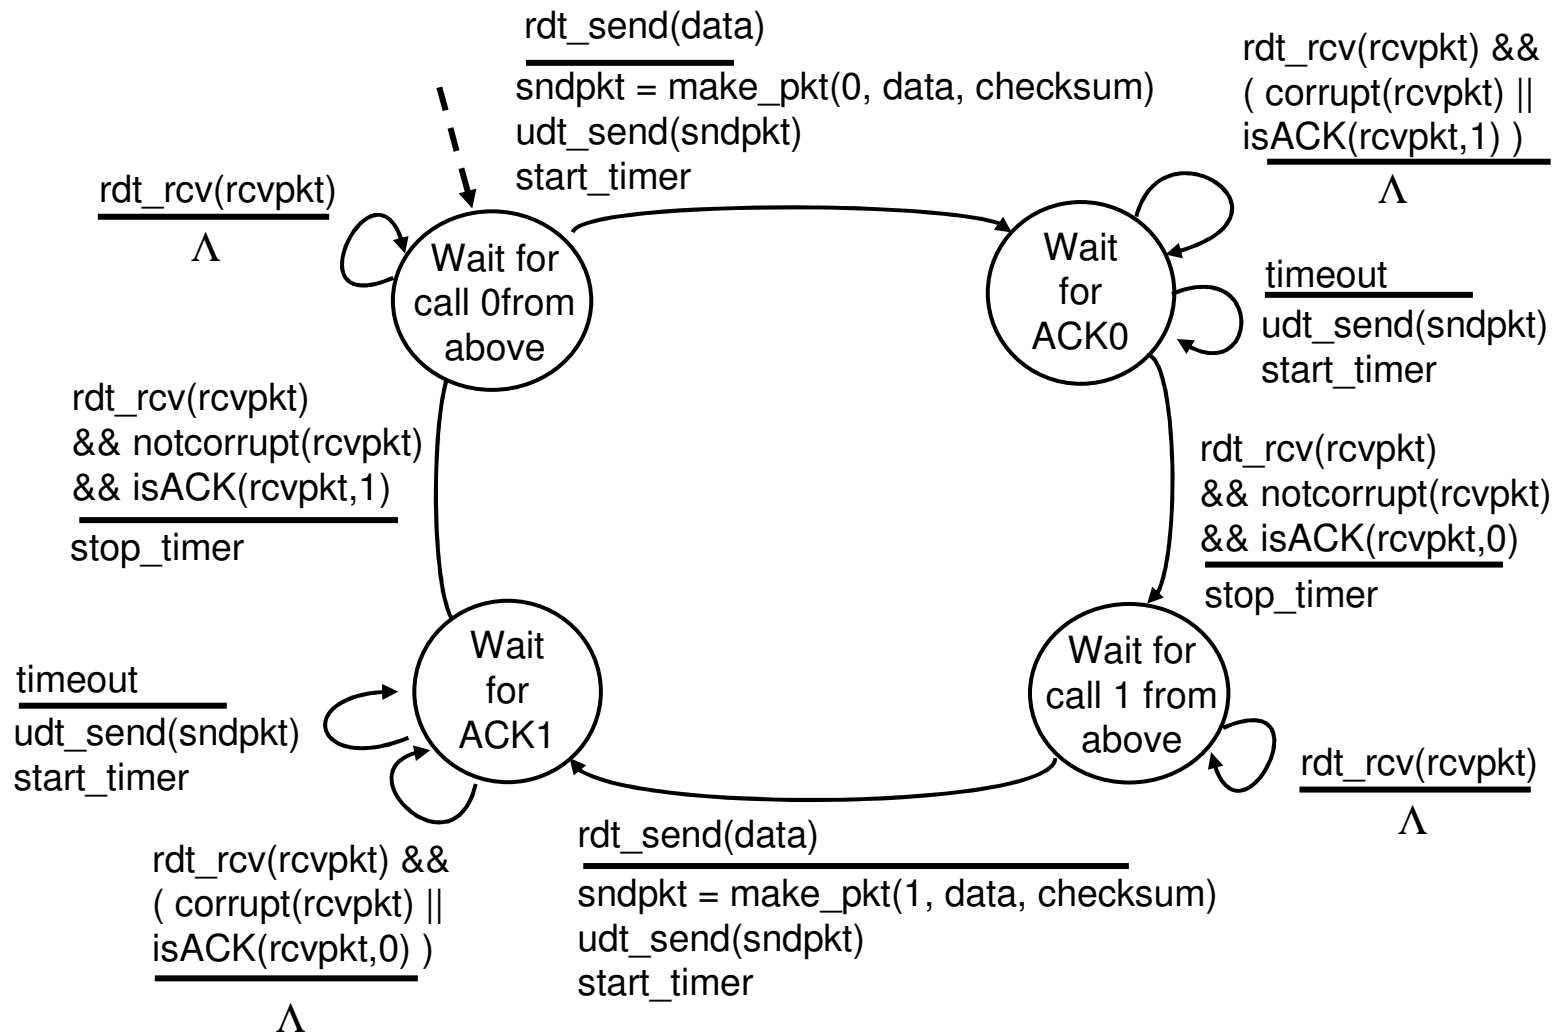 rdt_send(data)
sndpkt = make_pkt(0, data, checksum)
udt_send(sndpkt)
start_timer
rdt_rcv(rcvpkt) &&
( corrupt(rcvpkt) ||
isACK(rcvpkt,1) )
Λ
rdt_rcv(rcvpkt)
Λ
Wait for
call 0from
above
Wait
for
ACK0
timeout
udt_send(sndpkt)
start_timer
rdt_rcv(rcvpkt)
&& notcorrupt(rcvpkt)
&& isACK(rcvpkt,1)
stop_timer
rdt_rcv(rcvpkt)
&& notcorrupt(rcvpkt)
&& isACK(rcvpkt,0)
stop_timer
Wait
for
ACK1
Wait for
call 1 from
above
timeout
udt_send(sndpkt)
start_timer
rdt_rcv(rcvpkt)
Λ
rdt_rcv(rcvpkt) &&
( corrupt(rcvpkt) ||
isACK(rcvpkt,0) )
Λ
rdt_send(data)
sndpkt = make_pkt(1, data, checksum)
udt_send(sndpkt)
start_timer